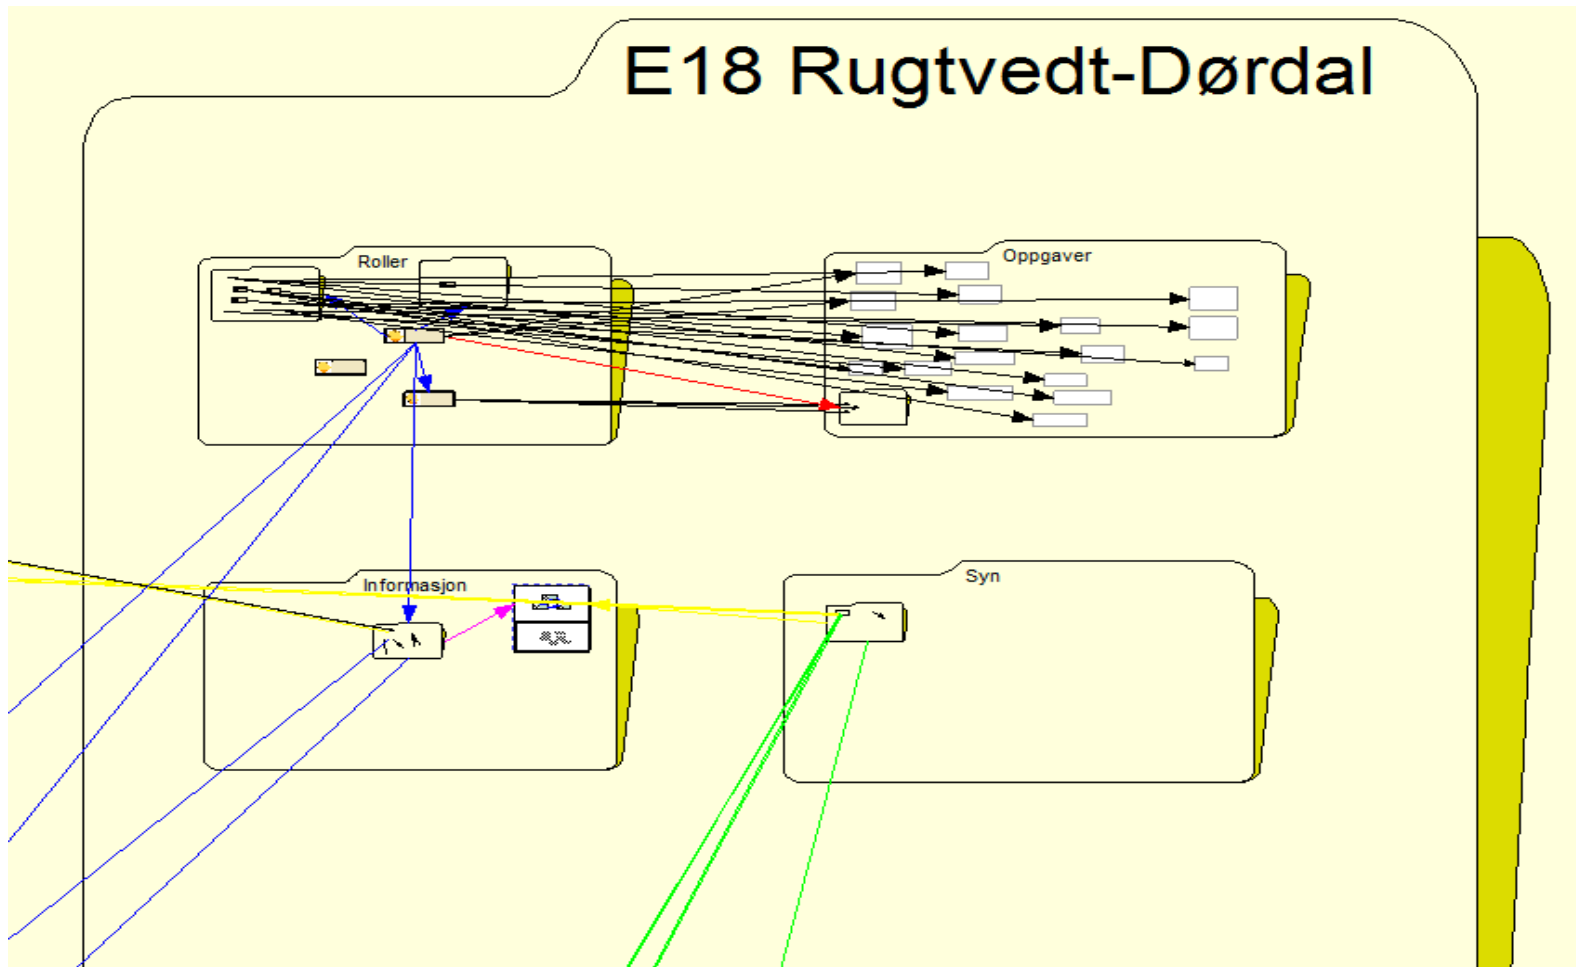 E18 Rugtvedt-Dørdal
Roller
Oppgaver
Informasjon
Syn